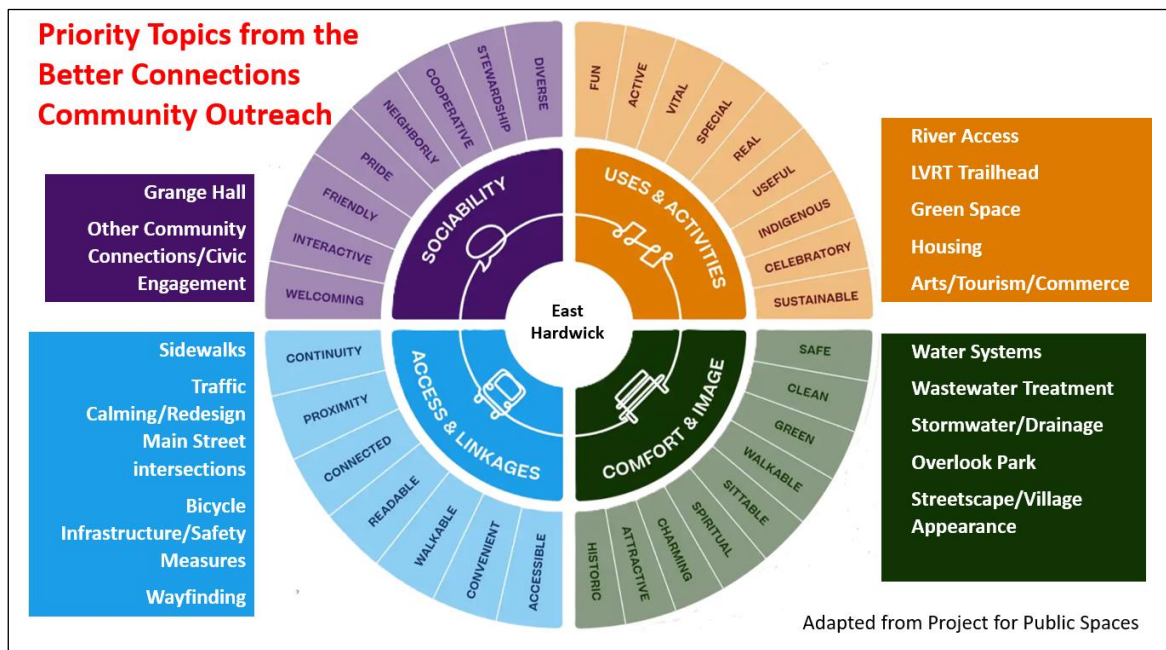 Priority Topics from the
Better Connections
Community Outreach
Grange Hall
Other Community
Connections/Civic
Engagement
Sidewalks
Traffic
Calming/Redesign
Main Street
intersections
Bicycle
Infrastructure/Safety
Measures
Wayfinding
SOCIABILITY
DIVERSE
STEWARDSHIP
COOPERATIVE
NEIGHBORLY
PRIDE
FRIENDLY
INTERACTIVE
WELCOMING
USES & ACTIVITIES
FUN
ACTIVE
VITAL
SPECIAL
REAL
USEFUL
INDIGENOUS
CELEBRATORY
SUSTAINABLE
East
Hardwick
ACCESS & LINKAGES
CONTINUITY
PROXIMITY
CONNECTED
READABLE
WALKABLE
CONVENIENT
ACCESSIBLE
COMFORT & IMAGE
SAFE
CLEAN
GREEN
WALKABLE
SITTABLE
SPIRITUAL
CHARMING
ATTRACTIVE
HISTORIC
River Access
LVRT Trailhead
Green Space
Housing
Arts/Tourism/Commerce
Water Systems
Wastewater Treatment
Stormwater/Drainage
Overlook Park
Streetscape/Village
Appearance
Adapted from Project for Public Spaces